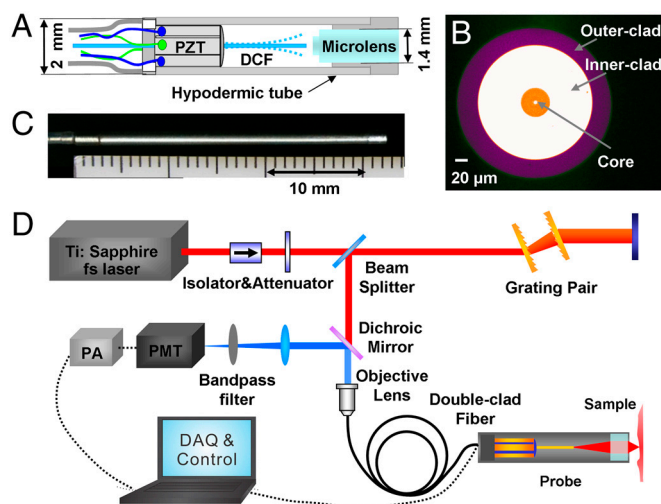 A
2 mm
PZT
DCF
Microlens
1.4 mm
Hypodermic tube
B
Outer-clad
Inner-clad
Core
20 µm
C
10 mm
D
Ti: Sapphire
fs laser
Isolator&Attenuator
Beam
Splitter
Grating Pair
Dichroic
Mirror
PA
PMT
Bandpass
filter
Objective
Lens
Double-clad
Fiber
Sample
DAQ &
Control
Probe